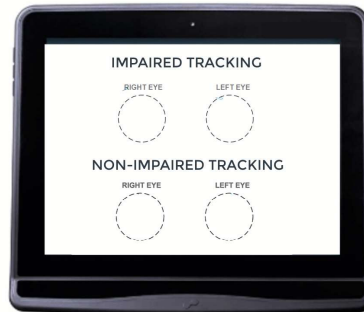 IMPAIRED TRACKING
RIGHT EYE LEFT EYE
NON-IMPAIRED TRACKING
RIGHT EYE LEFT EYE